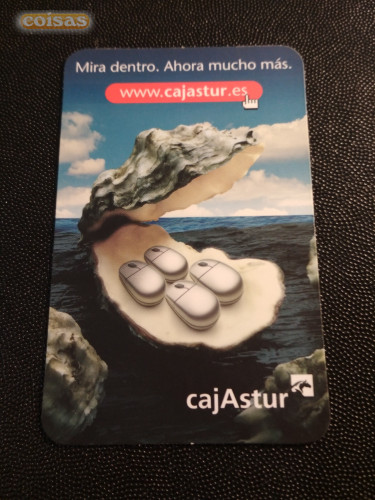 coisas
Mira dentro. Ahora mucho más.
www.cajastur.es
cajAstur